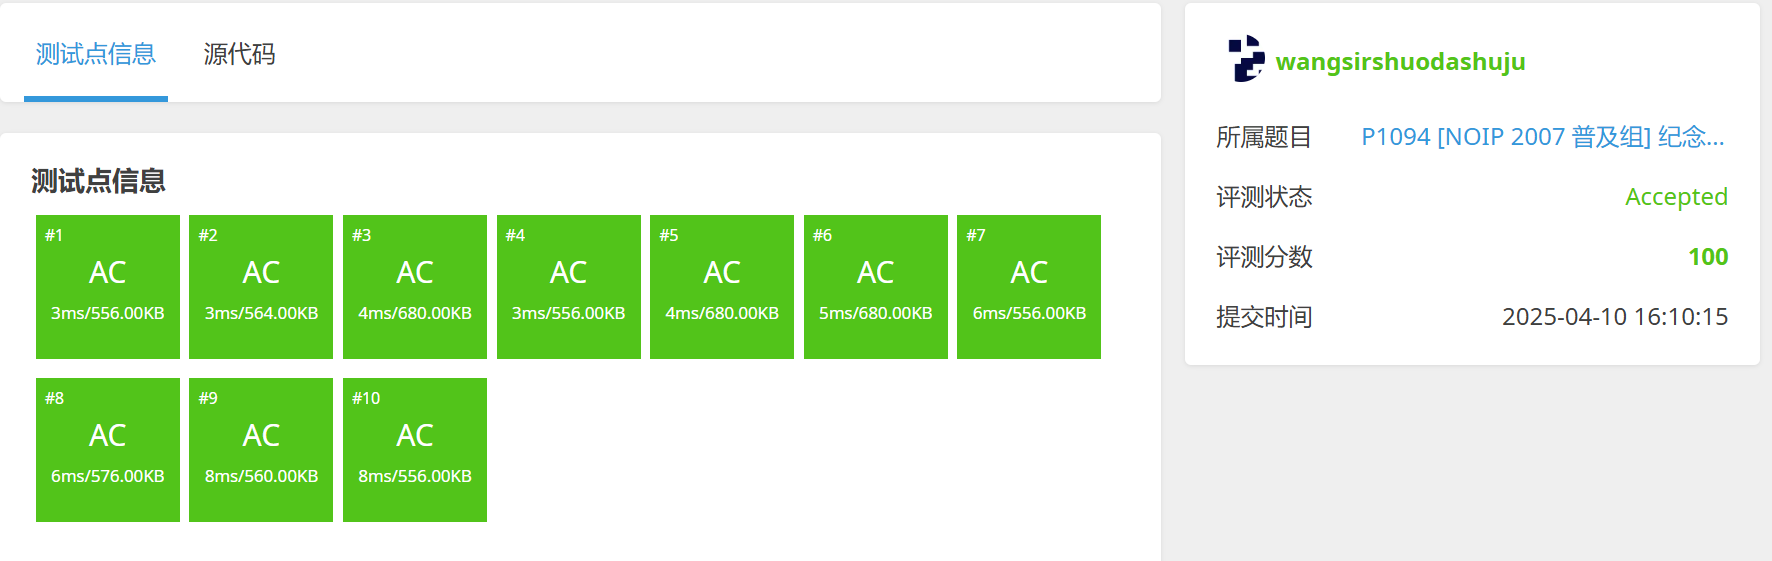 测试点信息 源代码
测试点信息
#1 #2 #3 #4 #5 #6 #7
AC AC AC AC AC AC AC
3ms/556.00KB 3ms/564.00KB 4ms/680.00KB 3ms/556.00KB 4ms/680.00KB 5ms/680.00KB 6ms/556.00KB
#8 #9 #10
AC AC AC
6ms/576.00KB 8ms/560.00KB 8ms/556.00KB
wangsirshuodashuju
所属题目 P1094 [NOIP 2007 普及组] 纪念...
评测状态 Accepted
评测分数 100
提交时间 2025-04-10 16:10:15